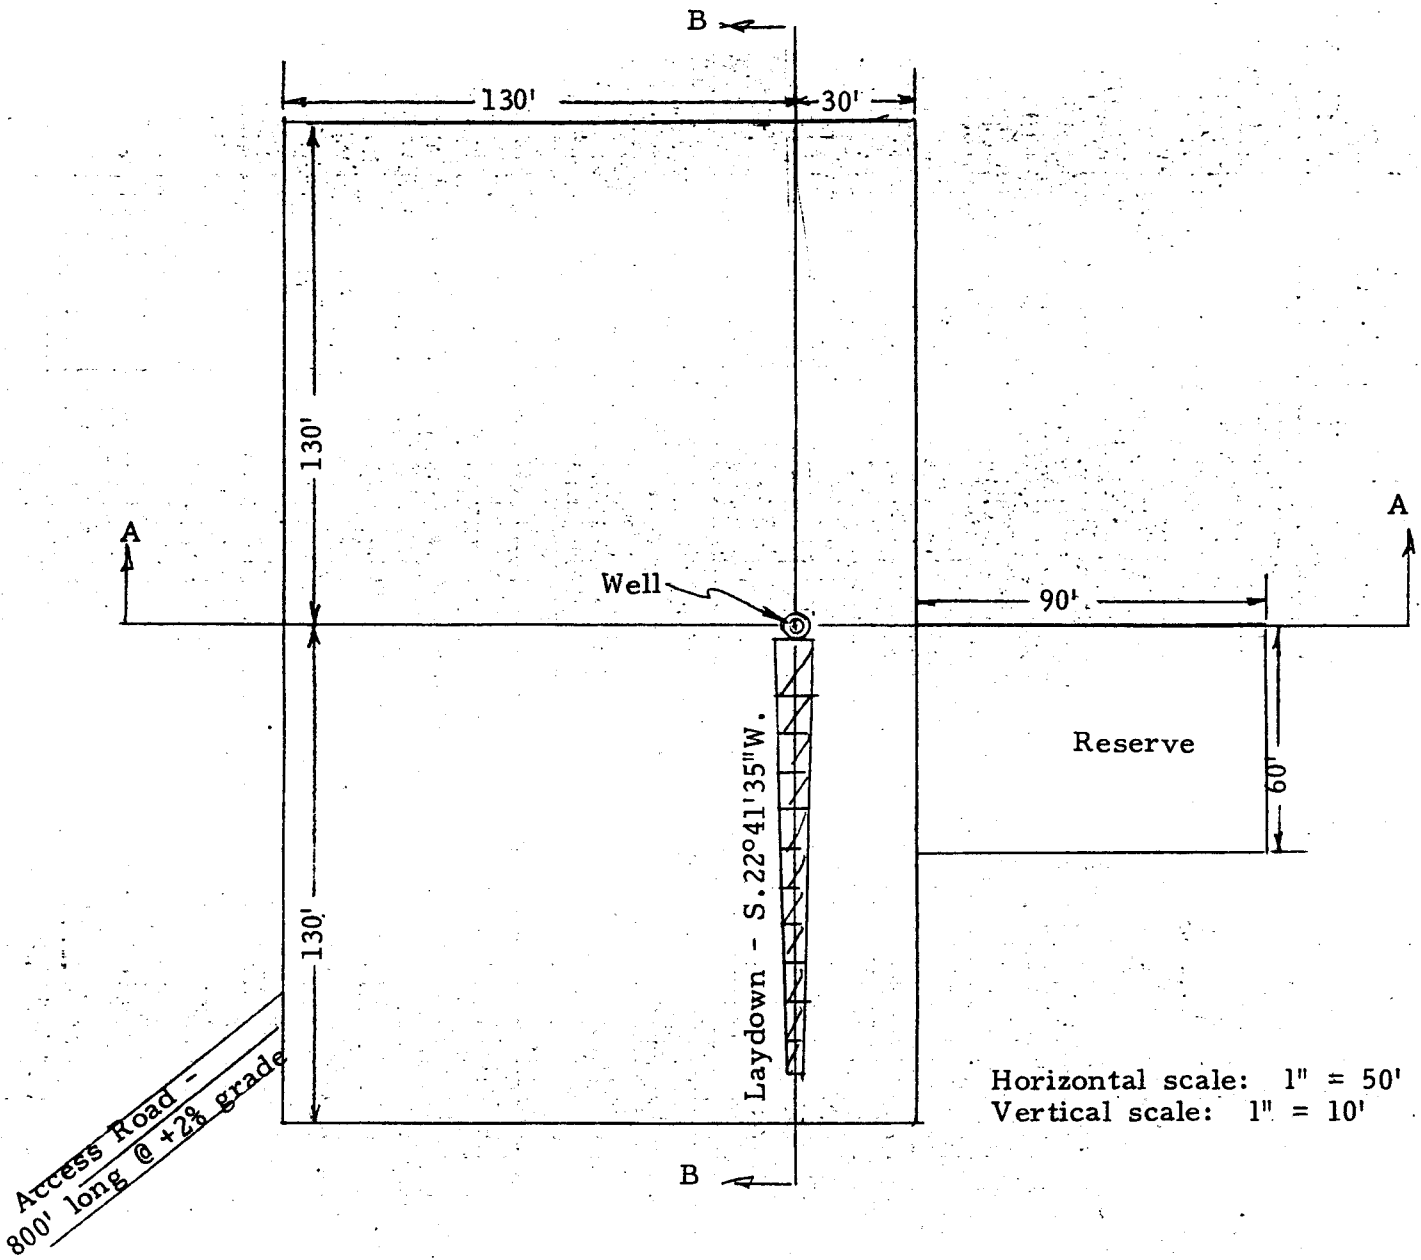 B
130'
30'
130'
A
A
Well
90'
Reserve
60'
Laydown - S.22°41'35"W.
130'
Access Road -
800' long @ +2% grade
Horizontal scale: 1" = 50'
Vertical scale: 1" = 10'
B